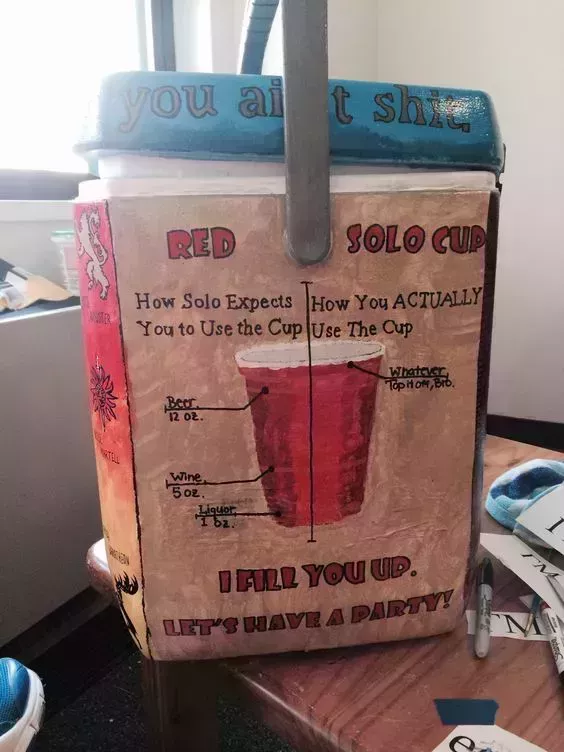 you ai t shit.
RED SOLO CUP
How Solo Expects How You ACTUALLY
You to Use the Cup Use The Cup
Whatever
Top it off, Bro.
Beer
12 oz.
Wine
5 oz.
Liquor
1 oz.
I FILL YOU UP.
LET'S HAVE A PARTY!